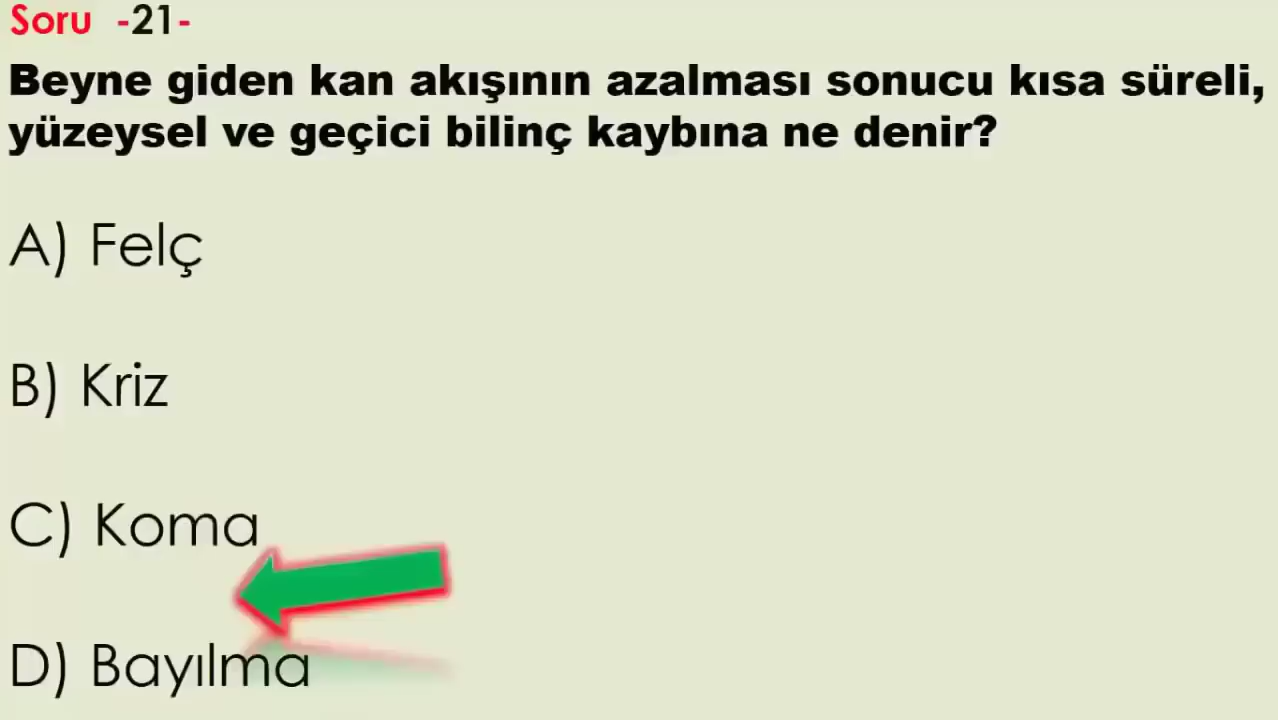 Soru -21-
Beyne giden kan akışının azalması sonucu kısa süreli,
yüzeysel ve geçici bilinç kaybına ne denir?
A) Felç
B) Kriz
C) Koma
D) Bayılma